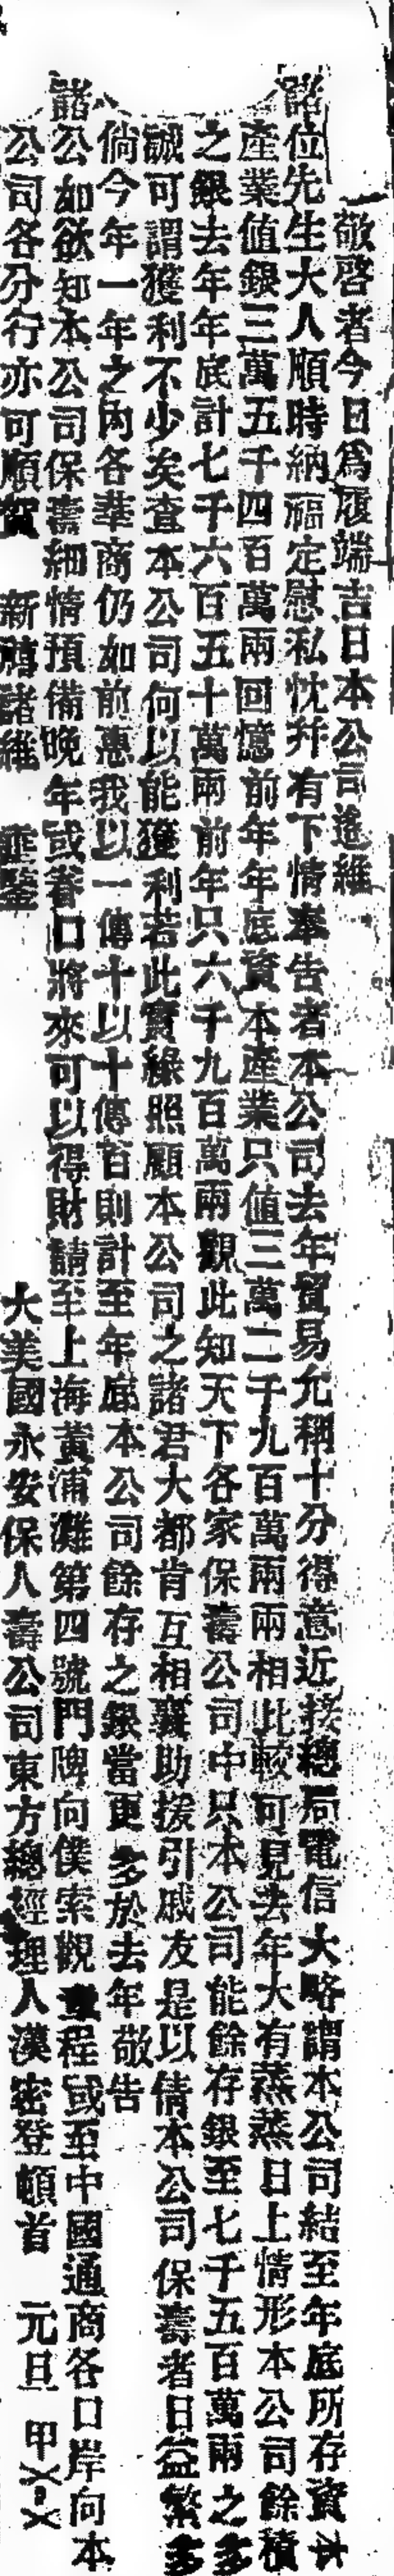 敬啓者今日爲履端吉日本公司遙維
諸位先生大人順時納福定慰私忱幷有下情奉告者本公司去年貿易尤稱十分得意近接總局電信大略謂本公司結至年底所存資本
產業值銀三萬五千四百萬兩回憶前年年底資本產業只值三萬二千九百萬兩兩相比較可見去年大有蒸蒸日上情形本公司餘積
之銀去年年底計七千六百五十萬兩前年只六千九百萬兩觀此知天下各家保壽公司中只本公司能餘存銀至七千五百萬兩之多
誠可謂獲利不少矣查本公司何以能獲利若此實緣照顧本公司之諸君大都肯互相襄助援引戚友是以倩本公司保壽者日益繁多
倘今年一年之內各華商仍如前惠我以一傳十以十傳百則計至年底本公司餘存之銀當更多於去年敬告
諸公如欲知本公司保壽細情預備晚年或眷口將來可以得財請至上海黃浦灘第四號門牌向僕索觀章程或至中國通商各口岸向本
公司各分行亦可順賀 新禧諸維 垂鑒 大美國永安保人壽公司東方總經理人漢密登頓首 元旦 甲